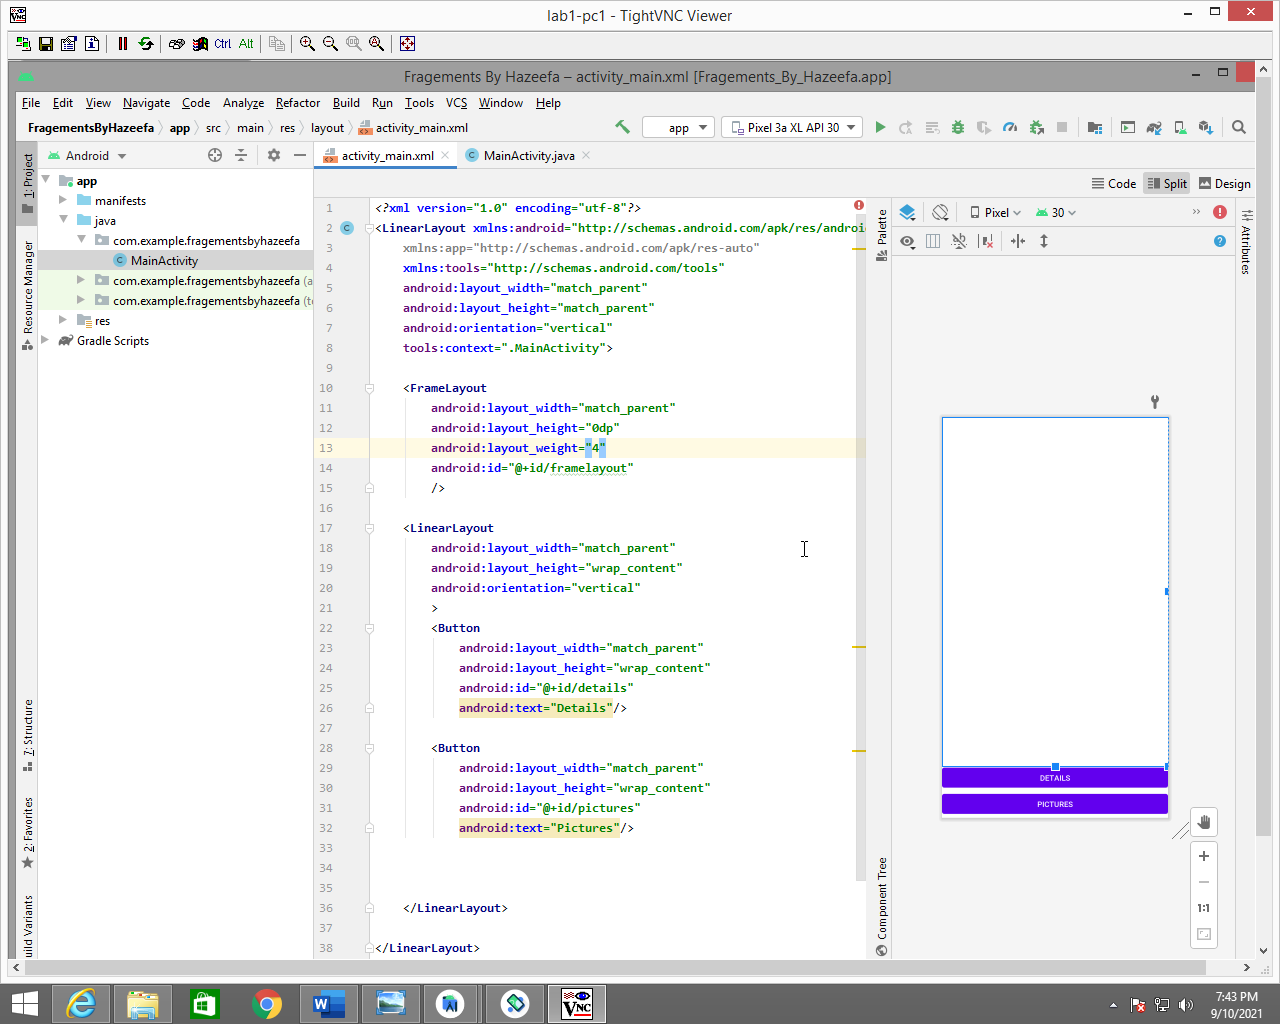 lab1-pc1 - TightVNC Viewer
Ctrl Alt
Fragements By Hazeefa – activity_main.xml [Fragements_By_Hazeefa.app]
File Edit View Navigate Code Analyze Refactor Build Run Tools VCS Window Help
FragementsByHazeefa app src main res layout activity_main.xml app Pixel 3a XL API 30
Android
activity_main.xml
MainActivity.java
Code Split Design
1: Project
Resource Manager
7: Structure
2: Favorites
uild Variants
app
manifests
java
com.example.fragementsbyhazeefa
MainActivity
com.example.fragementsbyhazeefa (a
com.example.fragementsbyhazeefa (t
res
Gradle Scripts
1 <?xml version="1.0" encoding="utf-8"?>
2 <LinearLayout xmlns:android="http://schemas.android.com/apk/res/androi
3 xmlns:app="http://schemas.android.com/apk/res-auto"
4 xmlns:tools="http://schemas.android.com/tools"
5 android:layout_width="match_parent"
6 android:layout_height="match_parent"
7 android:orientation="vertical"
8 tools:context=".MainActivity">
9
10 <FrameLayout
11 android:layout_width="match_parent"
12 android:layout_height="0dp"
13 android:layout_weight="4"
14 android:id="@+id/framelayout"
15 />
16
17 <LinearLayout
18 android:layout_width="match_parent"
19 android:layout_height="wrap_content"
20 android:orientation="vertical"
21 >
22 <Button
23 android:layout_width="match_parent"
24 android:layout_height="wrap_content"
25 android:id="@+id/details"
26 android:text="Details"/>
27
28 <Button
29 android:layout_width="match_parent"
30 android:layout_height="wrap_content"
31 android:id="@+id/pictures"
32 android:text="Pictures"/>
33
34
35
36 </LinearLayout>
37
38 </LinearLayout>
Palette
Component Tree
Pixel 30
Attributes
DETAILS
PICTURES
1:1
7:43 PM
9/10/2021